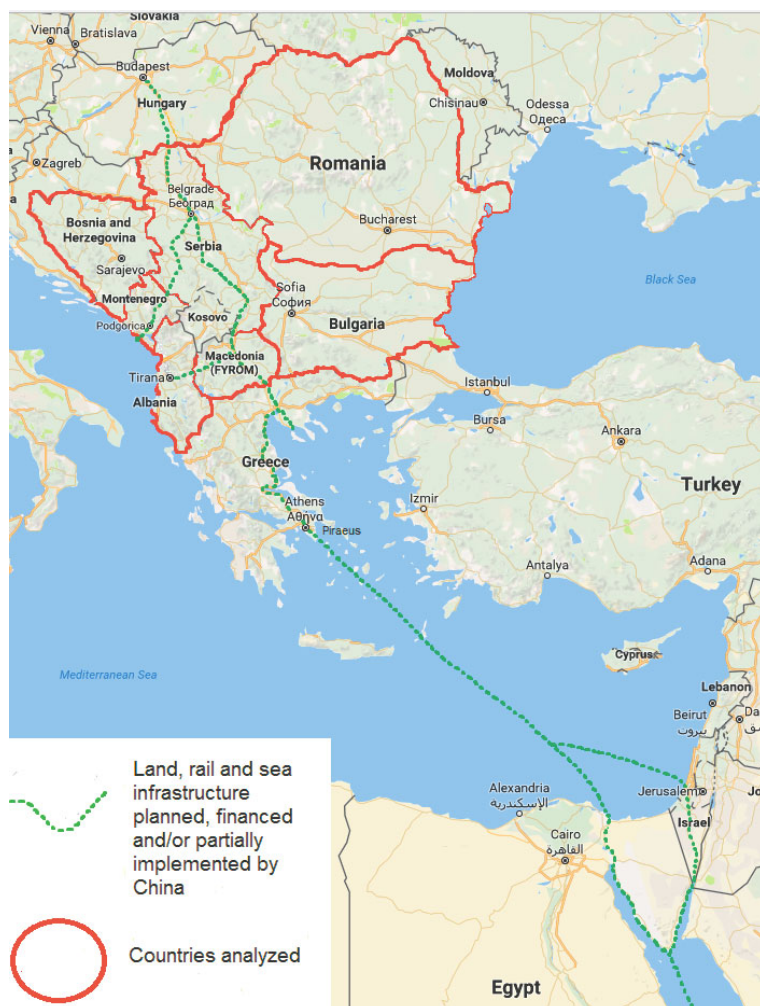 Slovakia
Vienna
Bratislava
Budapest
Hungary
Moldova
Chisinau
Odessa
Одеса
Zagreb
Romania
Belgrade
Београд
Bucharest
Bosnia and
Herzegovina
Sarajevo
Serbia
Montenegro
Kosovo
Sofia
София
Bulgaria
Black Sea
Podgorica
Macedonia
(FYROM)
Tirana
Albania
Istanbul
Bursa
Ankara
Greece
Turkey
Athens
Αθήνα
Piraeus
Izmir
Antalya
Adana
Cyprus
Mediterranean Sea
Lebanon
Beirut
بيروت
Da
Alexandria
الإسكندرية
Jerusalem
Jo
Israel
Cairo
القاهرة
Egypt
Land, rail and sea
infrastructure
planned, financed
and/or partially
implemented by
China
Countries analyzed